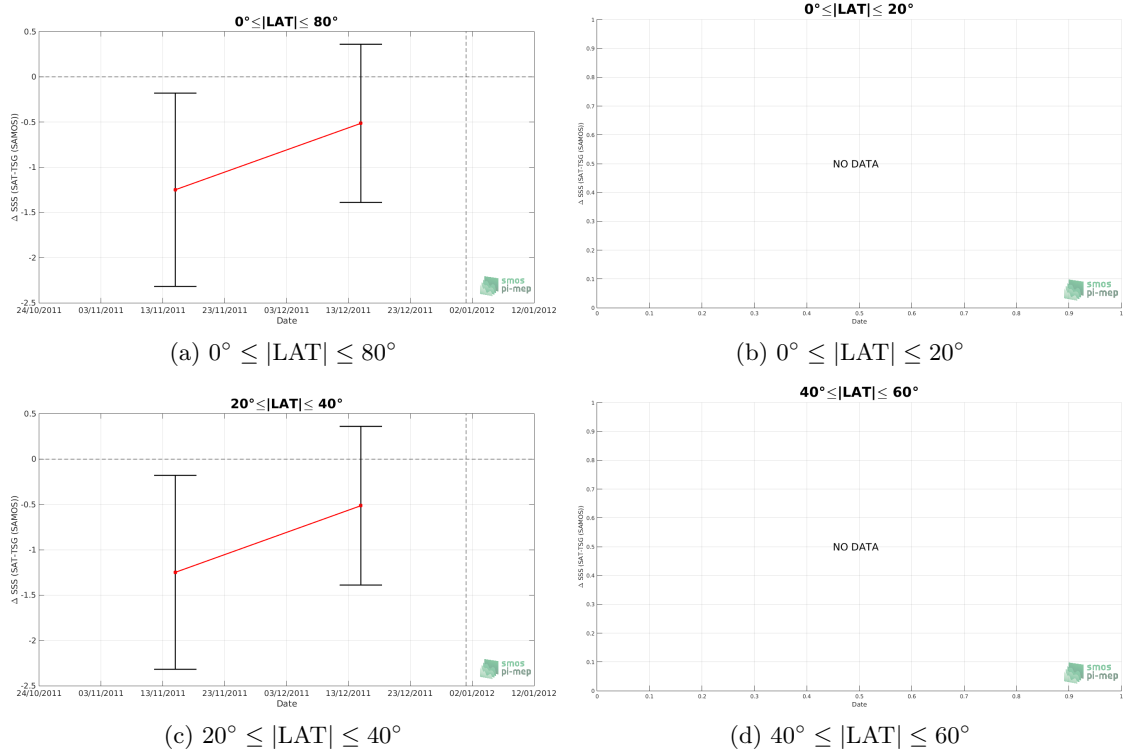 0°≤|LAT|≤ 80°
0.5
0
-0.5
-1
-1.5
-2
-2.5
Δ SSS (SAT-TSG (SAMOS))
24/10/2011 03/11/2011 13/11/2011 23/11/2011 03/12/2011 13/12/2011 23/12/2011 02/01/2012 12/01/2012
Date
smos
pi-mep
(a) 0° ≤ |LAT| ≤ 80°
0°≤|LAT|≤ 20°
1
0.9
0.8
0.7
0.6
0.5
0.4
0.3
0.2
0.1
0
Δ SSS (SAT-TSG (SAMOS))
NO DATA
0 0.1 0.2 0.3 0.4 0.5 0.6 0.7 0.8 0.9 1
Date
smos
pi-mep
(b) 0° ≤ |LAT| ≤ 20°
20°≤|LAT|≤ 40°
0.5
0
-0.5
-1
-1.5
-2
-2.5
Δ SSS (SAT-TSG (SAMOS))
24/10/2011 03/11/2011 13/11/2011 23/11/2011 03/12/2011 13/12/2011 23/12/2011 02/01/2012 12/01/2012
Date
smos
pi-mep
(c) 20° ≤ |LAT| ≤ 40°
40°≤|LAT|≤ 60°
1
0.9
0.8
0.7
0.6
0.5
0.4
0.3
0.2
0.1
0
Δ SSS (SAT-TSG (SAMOS))
NO DATA
0 0.1 0.2 0.3 0.4 0.5 0.6 0.7 0.8 0.9 1
Date
smos
pi-mep
(d) 40° ≤ |LAT| ≤ 60°